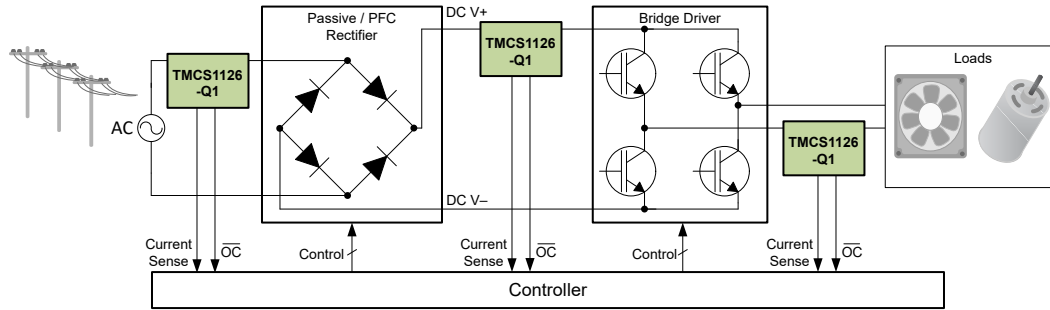 Passive / PFC
Rectifier
DC V+
Bridge Driver
TMCS1126
-Q1
TMCS1126
-Q1
Loads
AC
TMCS1126
-Q1
DC V–
Current
Sense
OC
Control
Current
Sense
OC
Control
Current
Sense
OC
Controller